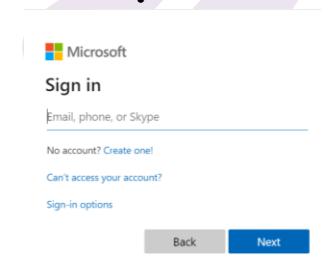 Microsoft
Sign in
Email, phone, or Skype
No account? Create one!
Can't access your account?
Sign-in options
Back Next